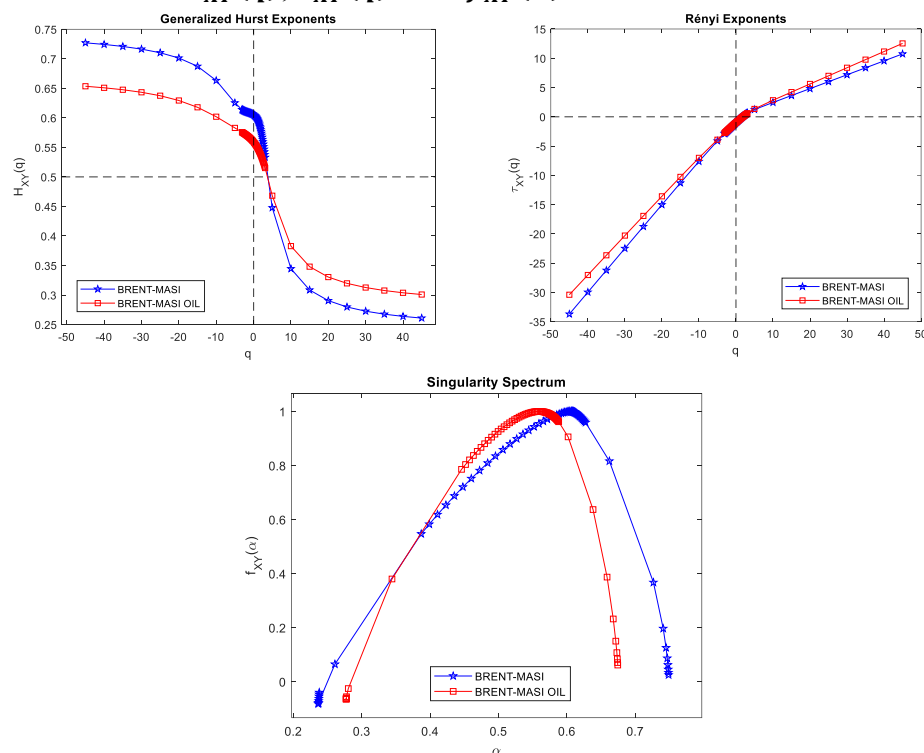 Generalized Hurst Exponents
0.75
0.7
0.65
0.6
0.55
0.5
0.45
0.4
0.35
0.3
0.25
H_XY(q)
BRENT-MASI
BRENT-MASI OIL
-50 -40 -30 -20 -10 0 10 20 30 40
q
Rényi Exponents
15
10
5
0
-5
-10
-15
-20
-25
-30
-35
τ_XY(q)
BRENT-MASI
BRENT-MASI OIL
-50 -40 -30 -20 -10 0 10 20 30 40
q
Singularity Spectrum
1
0.8
0.6
0.4
0.2
0
f_XY(α)
BRENT-MASI
BRENT-MASI OIL
0.2 0.3 0.4 0.5 0.6 0.7
α